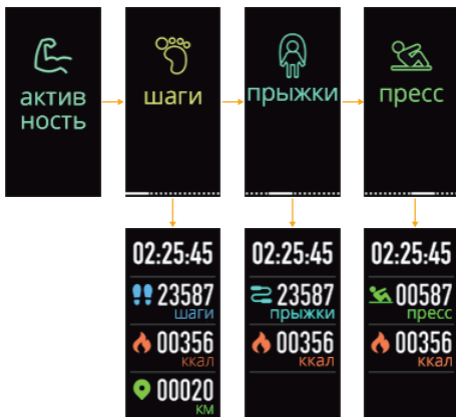 актив
ность
шаги
прыжки
пресс
02:25:45
23587
шаги
00356
ккал
00020
км
02:25:45
23587
прыжки
00356
ккал
02:25:45
00587
пресс
00356
ккал